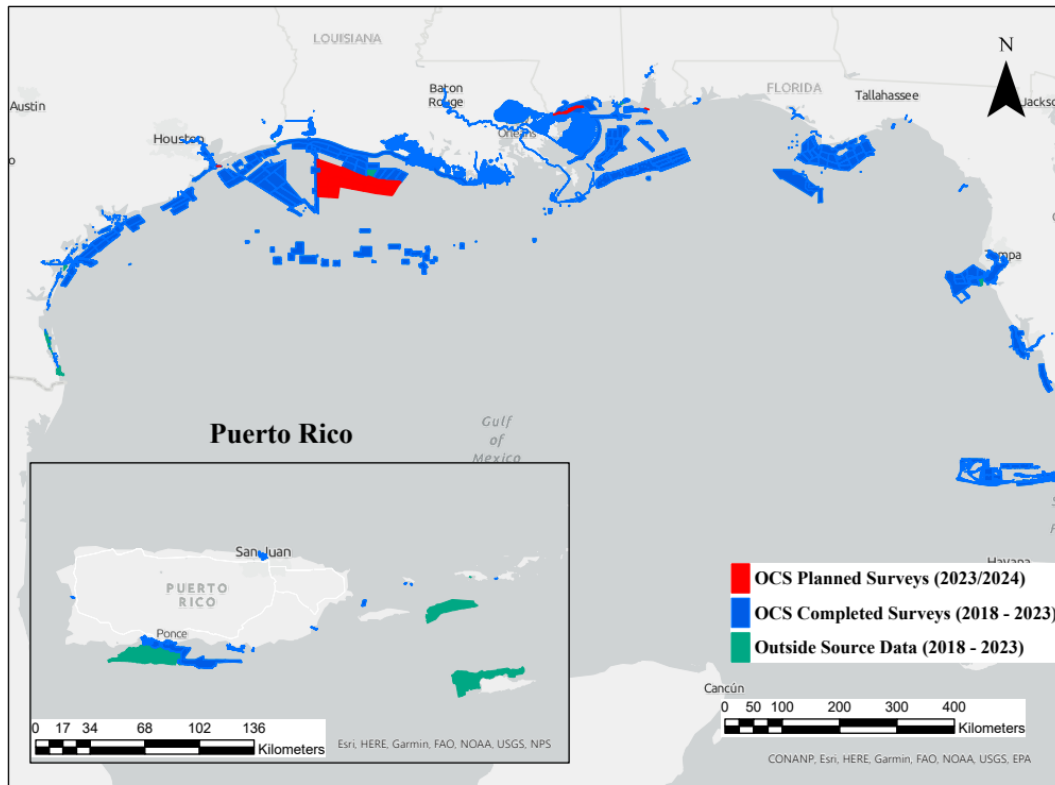 LOUISIANA
N
Baton
Rouge
FLORIDA
Tallahassee
Austin
Houston
Orleans
Gulf
of
Mexico
Puerto Rico
San Juan
PUERTO
RICO
Ponce
OCS Planned Surveys (2023/2024)
OCS Completed Surveys (2018 - 2023)
Outside Source Data (2018 - 2023)
Cancún
0 50 100 200 300 400
Kilometers
0 17 34 68 102 136
Kilometers
Esri, HERE, Garmin, FAO, NOAA, USGS, NPS
CONANP, Esri, HERE, Garmin, FAO, NOAA, USGS, EPA